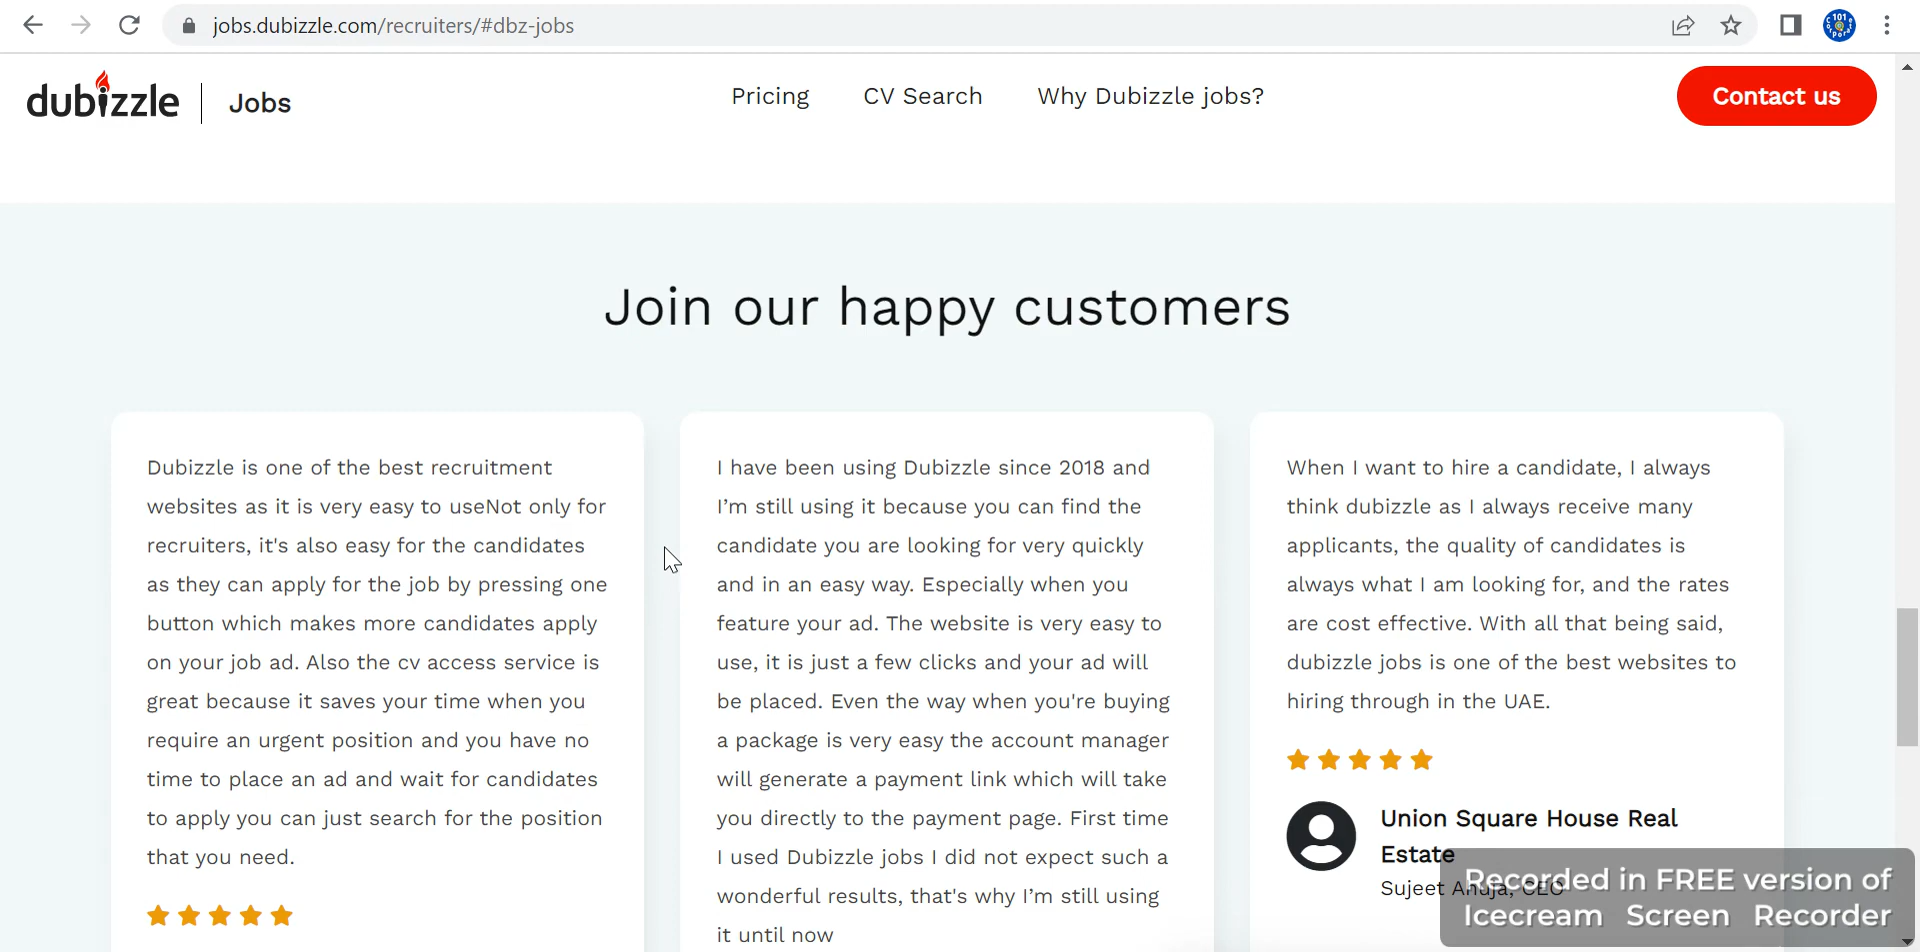 jobs.dubizzle.com/recruiters/#dbz-jobs
dubizzle
Jobs
Pricing
CV Search
Why Dubizzle jobs?
Contact us
Join our happy customers
Dubizzle is one of the best recruitment
websites as it is very easy to useNot only for
recruiters, it's also easy for the candidates
as they can apply for the job by pressing one
button which makes more candidates apply
on your job ad. Also the cv access service is
great because it saves your time when you
require an urgent position and you have no
time to place an ad and wait for candidates
to apply you can just search for the position
that you need.
I have been using Dubizzle since 2018 and
I’m still using it because you can find the
candidate you are looking for very quickly
and in an easy way. Especially when you
feature your ad. The website is very easy to
use, it is just a few clicks and your ad will
be placed. Even the way when you're buying
a package is very easy the account manager
will generate a payment link which will take
you directly to the payment page. First time
I used Dubizzle jobs I did not expect such a
wonderful results, that's why I’m still using
it until now
When I want to hire a candidate, I always
think dubizzle as I always receive many
applicants, the quality of candidates is
always what I am looking for, and the rates
are cost effective. With all that being said,
dubizzle jobs is one of the best websites to
hiring through in the UAE.
Union Square House Real
Estate
Sujeet Ahuja, CEO
Recorded in FREE version of
Icecream Screen Recorder